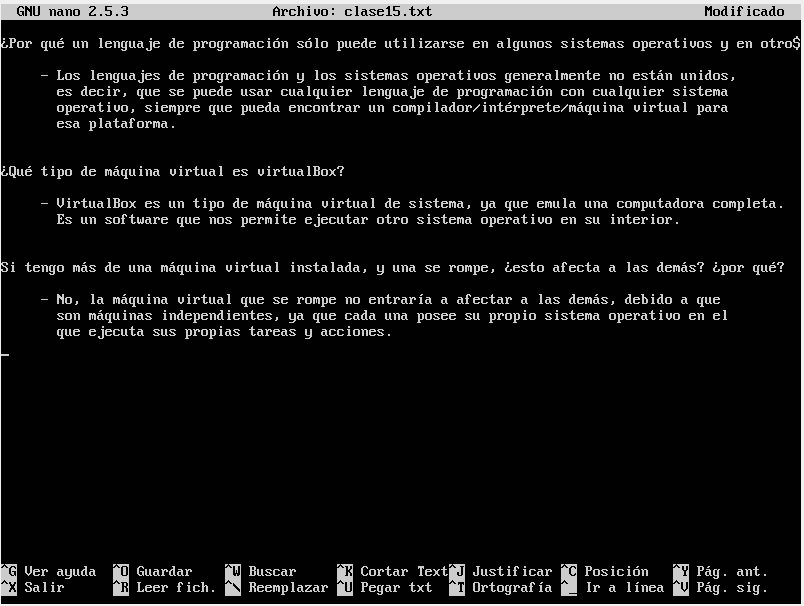 GNU nano 2.5.3 Archivo: clase15.txt Modificado
¿Por qué un lenguaje de programación sólo puede utilizarse en algunos sistemas operativos y en otro$
- Los lenguajes de programación y los sistemas operativos generalmente no están unidos,
es decir, que se puede usar cualquier lenguaje de programación con cualquier sistema
operativo, siempre que pueda encontrar un compilador/intérprete/máquina virtual para
esa plataforma.
¿Qué tipo de máquina virtual es virtualBox?
- VirtualBox es un tipo de máquina virtual de sistema, ya que emula una computadora completa.
Es un software que nos permite ejecutar otro sistema operativo en su interior.
Si tengo más de una máquina virtual instalada, y una se rompe, ¿esto afecta a las demás? ¿por qué?
- No, la máquina virtual que se rompe no entraría a afectar a las demás, debido a que
son máquinas independientes, ya que cada una posee su propio sistema operativo en el
que ejecuta sus propias tareas y acciones.
^G Ver ayuda ^O Guardar ^W Buscar ^K Cortar Text ^J Justificar ^C Posición ^Y Pág. ant.
^X Salir ^R Leer fich. ^\ Reemplazar ^U Pegar txt ^T Ortografía ^_ Ir a línea ^V Pág. sig.